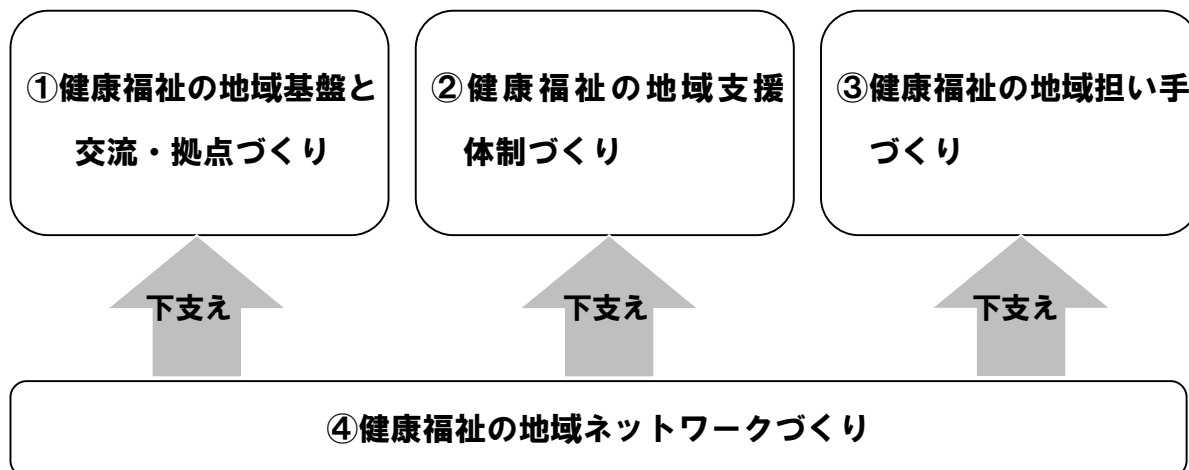 ①健康福祉の地域基盤と
交流・拠点づくり
②健康福祉の地域支援
体制づくり
③健康福祉の地域担い手
づくり
下支え
下支え
下支え
④健康福祉の地域ネットワークづくり